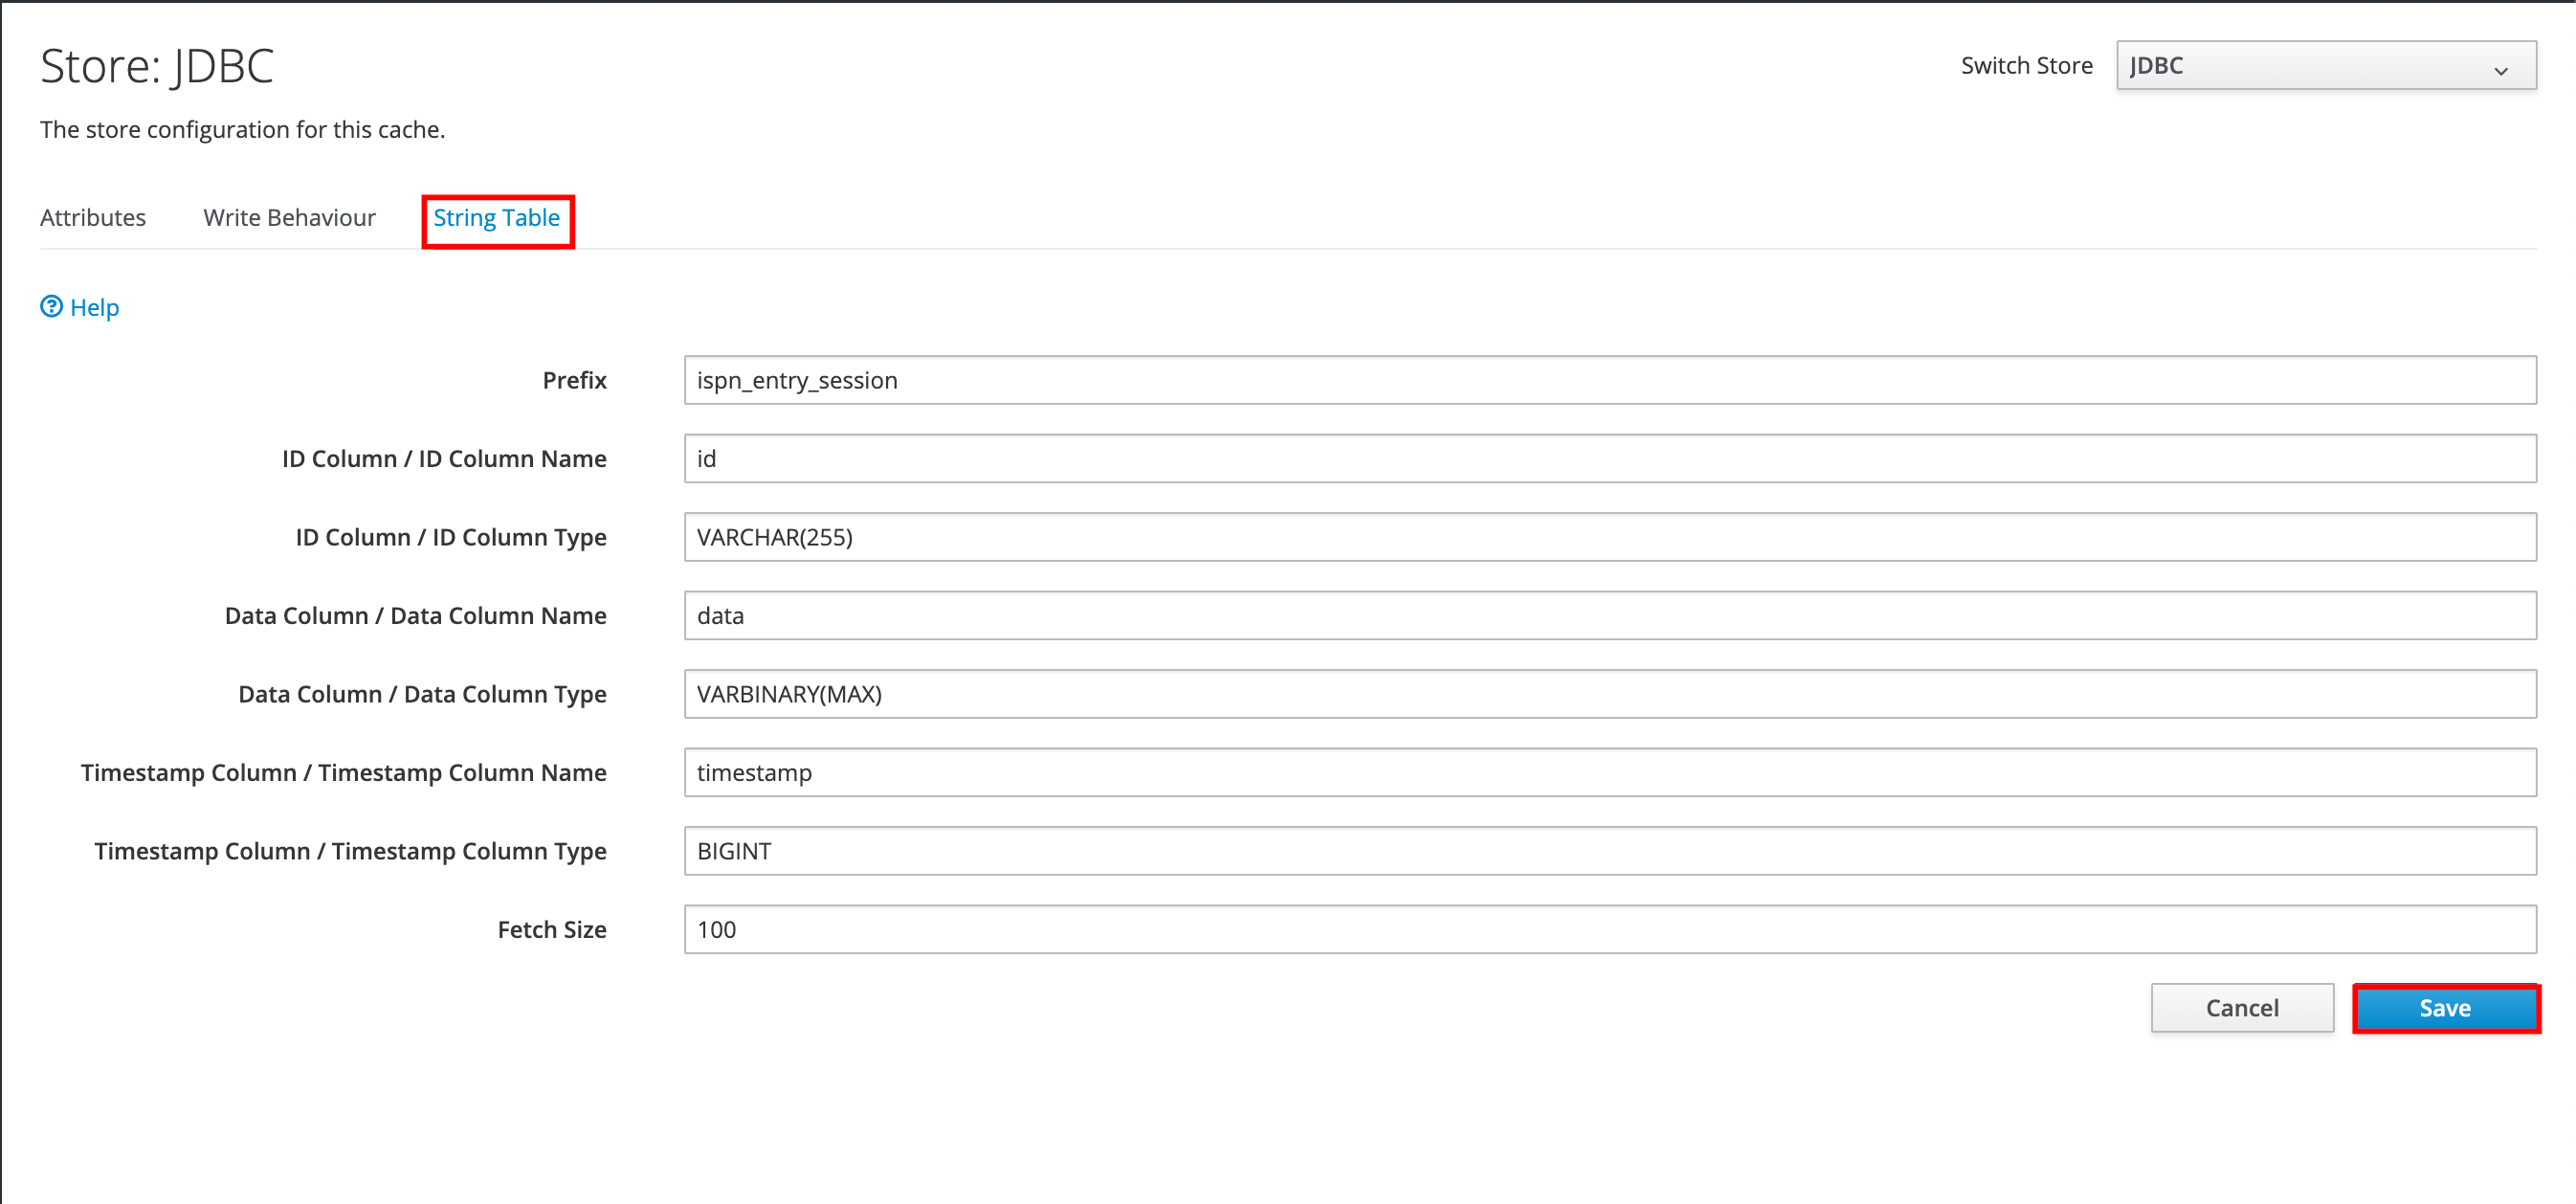 Store: JDBC
Switch Store JDBC
The store configuration for this cache.
Attributes Write Behaviour String Table
Help
Prefix ispn_entry_session
ID Column / ID Column Name id
ID Column / ID Column Type VARCHAR(255)
Data Column / Data Column Name data
Data Column / Data Column Type VARBINARY(MAX)
Timestamp Column / Timestamp Column Name timestamp
Timestamp Column / Timestamp Column Type BIGINT
Fetch Size 100
Cancel Save